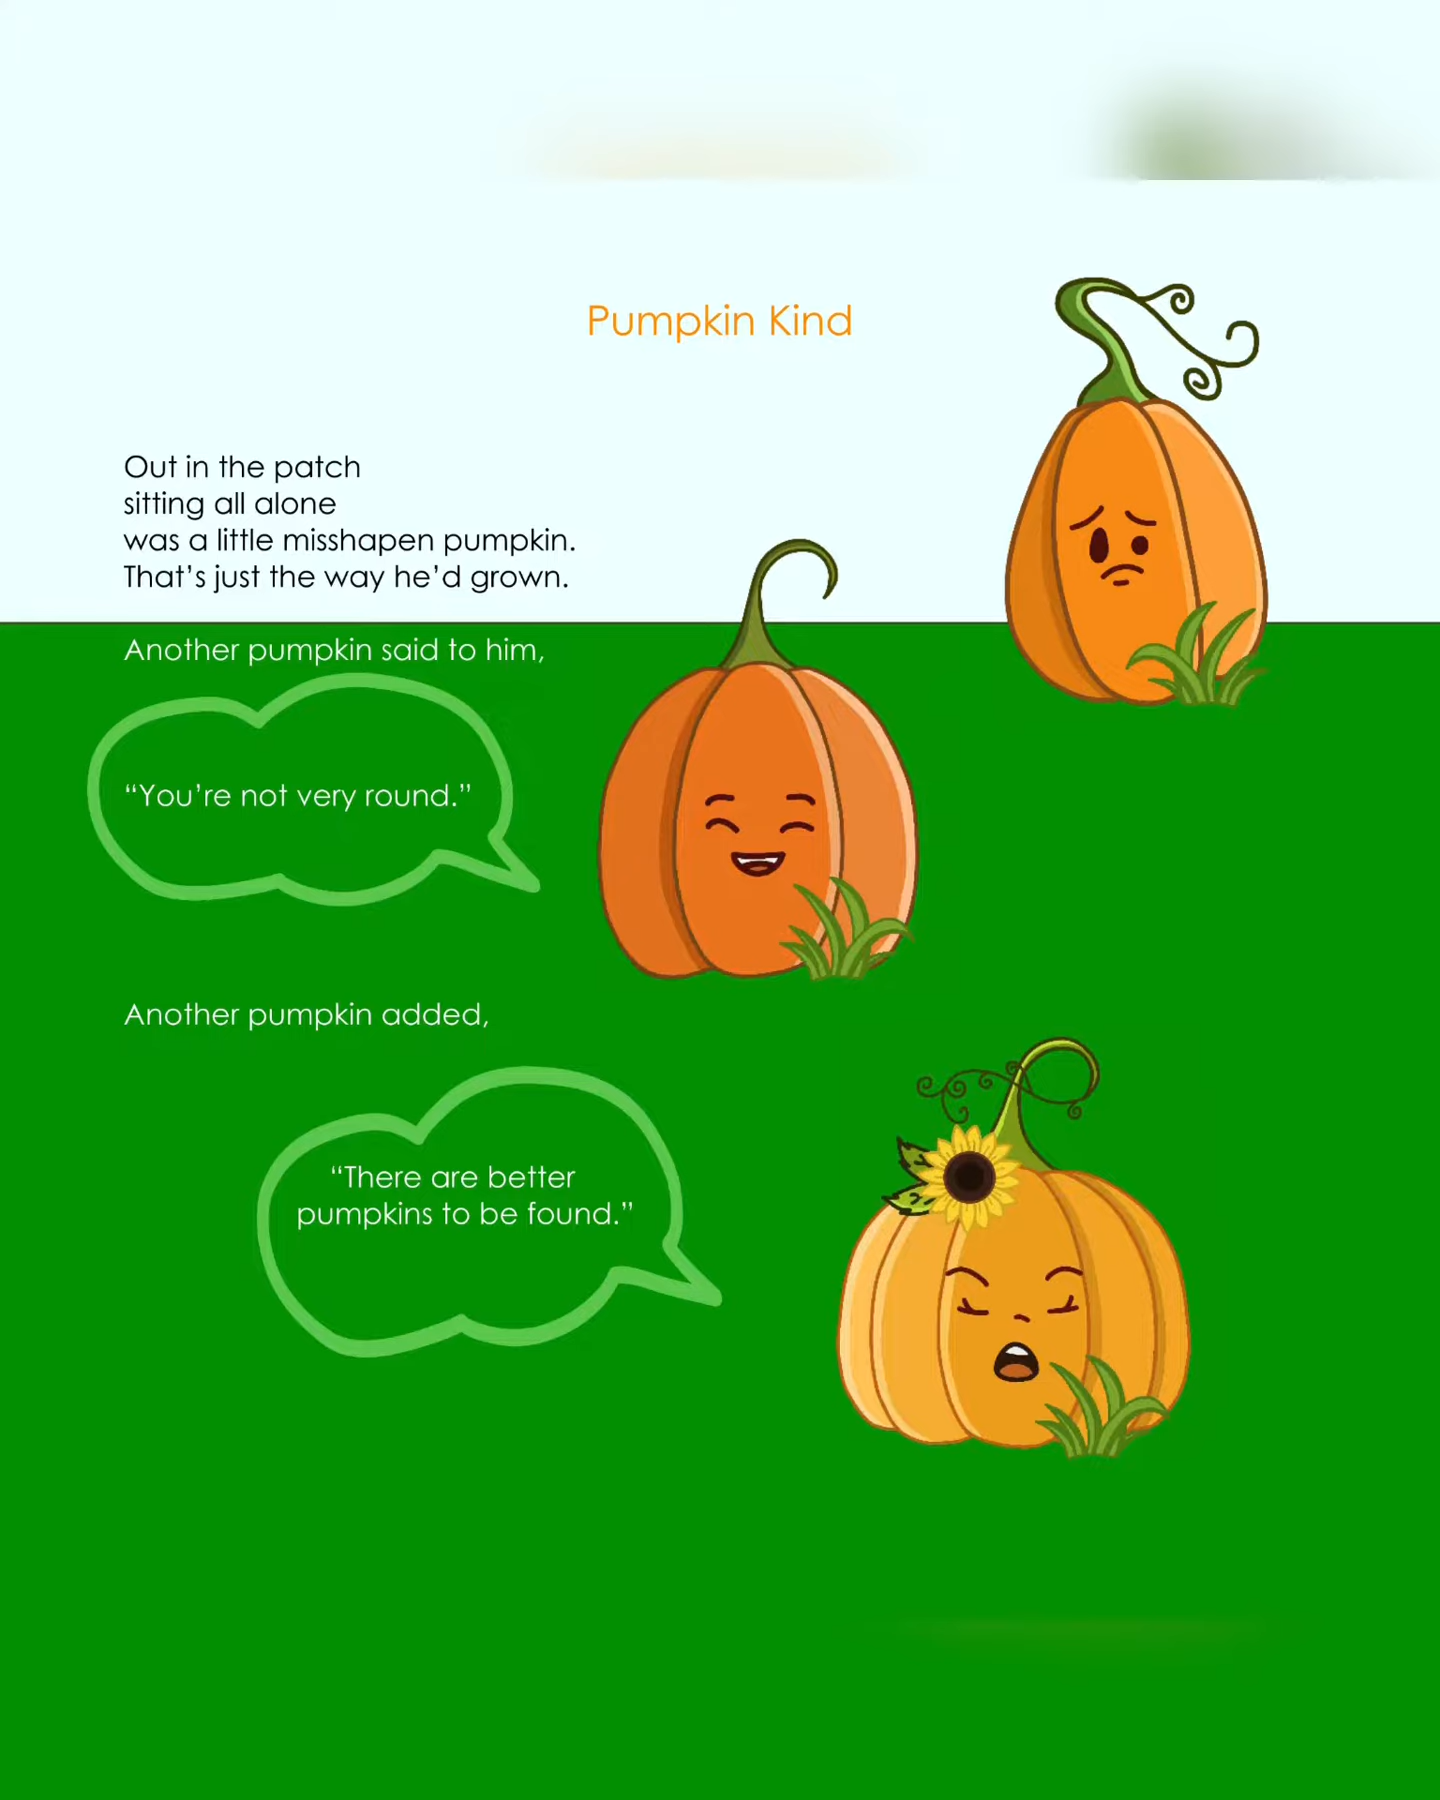 Pumpkin Kind
Out in the patch
sitting all alone
was a little misshapen pumpkin.
That’s just the way he’d grown.
Another pumpkin said to him,
“You’re not very round.”
Another pumpkin added,
“There are better
pumpkins to be found.”